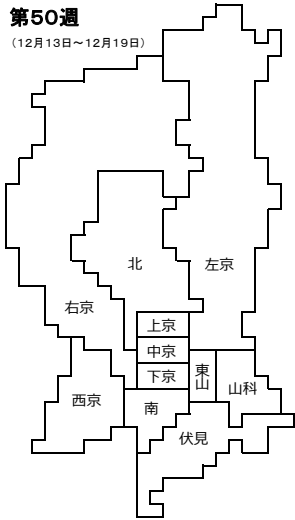 第50週
(12月13日～12月19日)
北
左京
右京
上京
中京
下京
東山
山科
西京
南
伏見